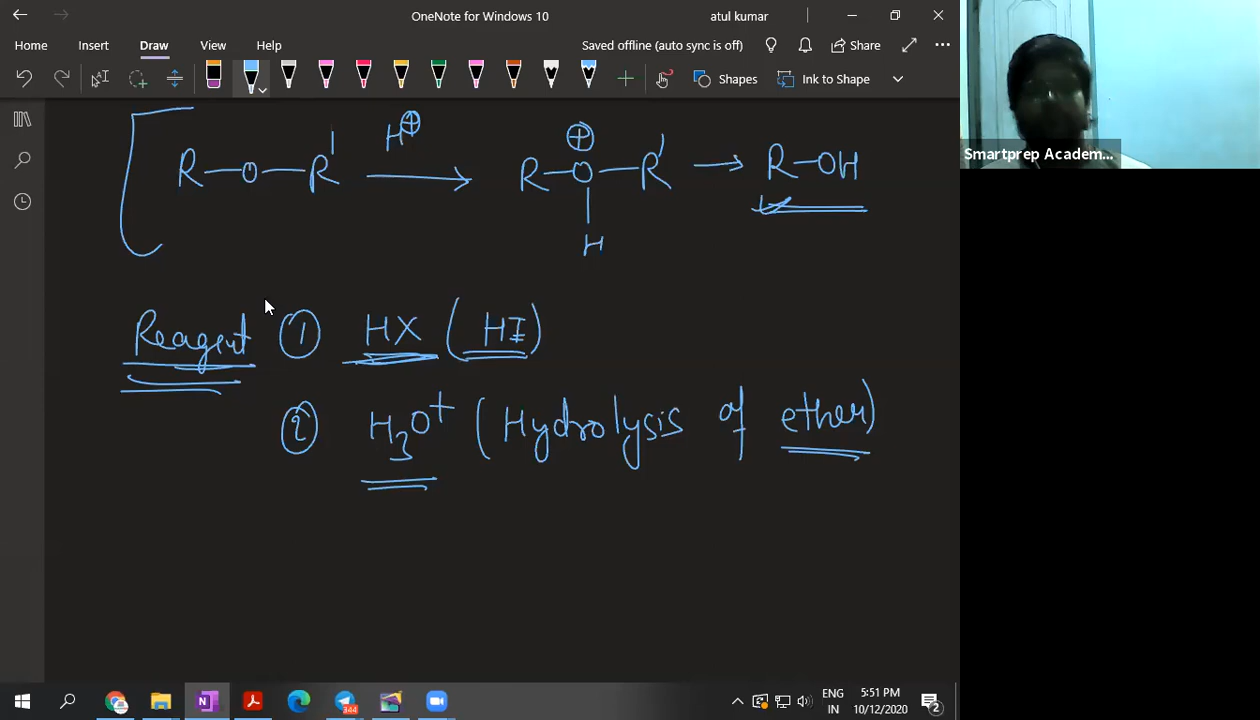 OneNote for Windows 10
atul kumar
Home Insert Draw View Help
Saved offline (auto sync is off)
Share
Shapes
Ink to Shape
Smartprep Academ...
R—O—R' H⊕ → R—O⊕—R' → R—OH
H
Reagent ① HX (HI)
② H3O+ (Hydrolysis of ether)
344
ENG 5:51 PM
IN 10/12/2020
2